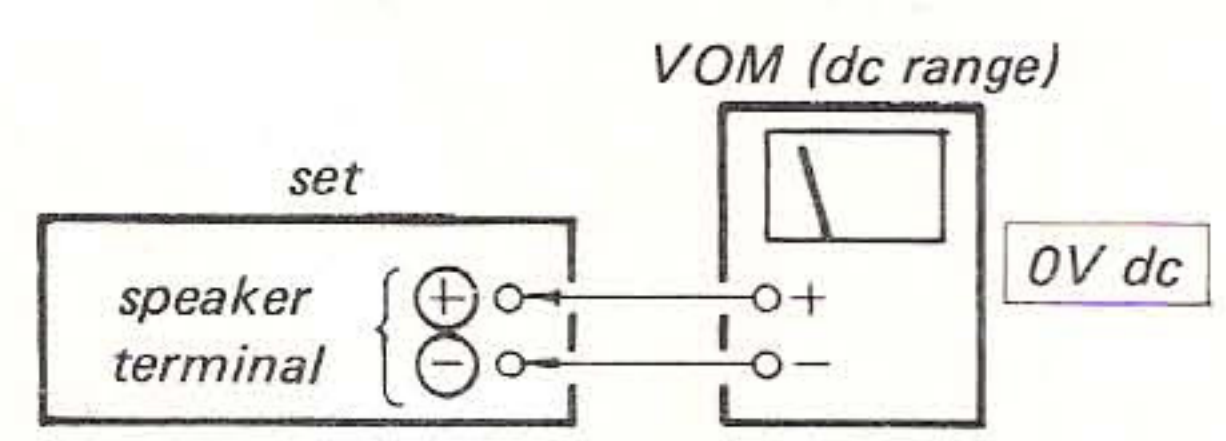 VOM (dc range)
set
0V dc
speaker
terminal
+
−
+
−